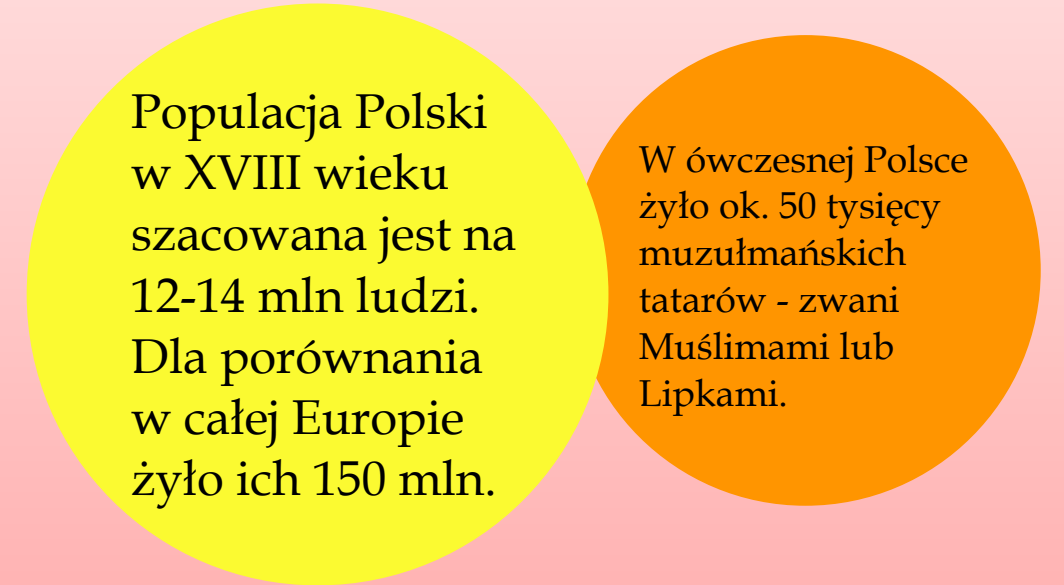 Populacja Polski
w XVIII wieku
szacowana jest na
12-14 mln ludzi.
Dla porównania
w całej Europie
żyło ich 150 mln.
W ówczesnej Polsce
żyło ok. 50 tysięcy
muzułmańskich
tatarów - zwani
Muślimami lub
Lipkami.